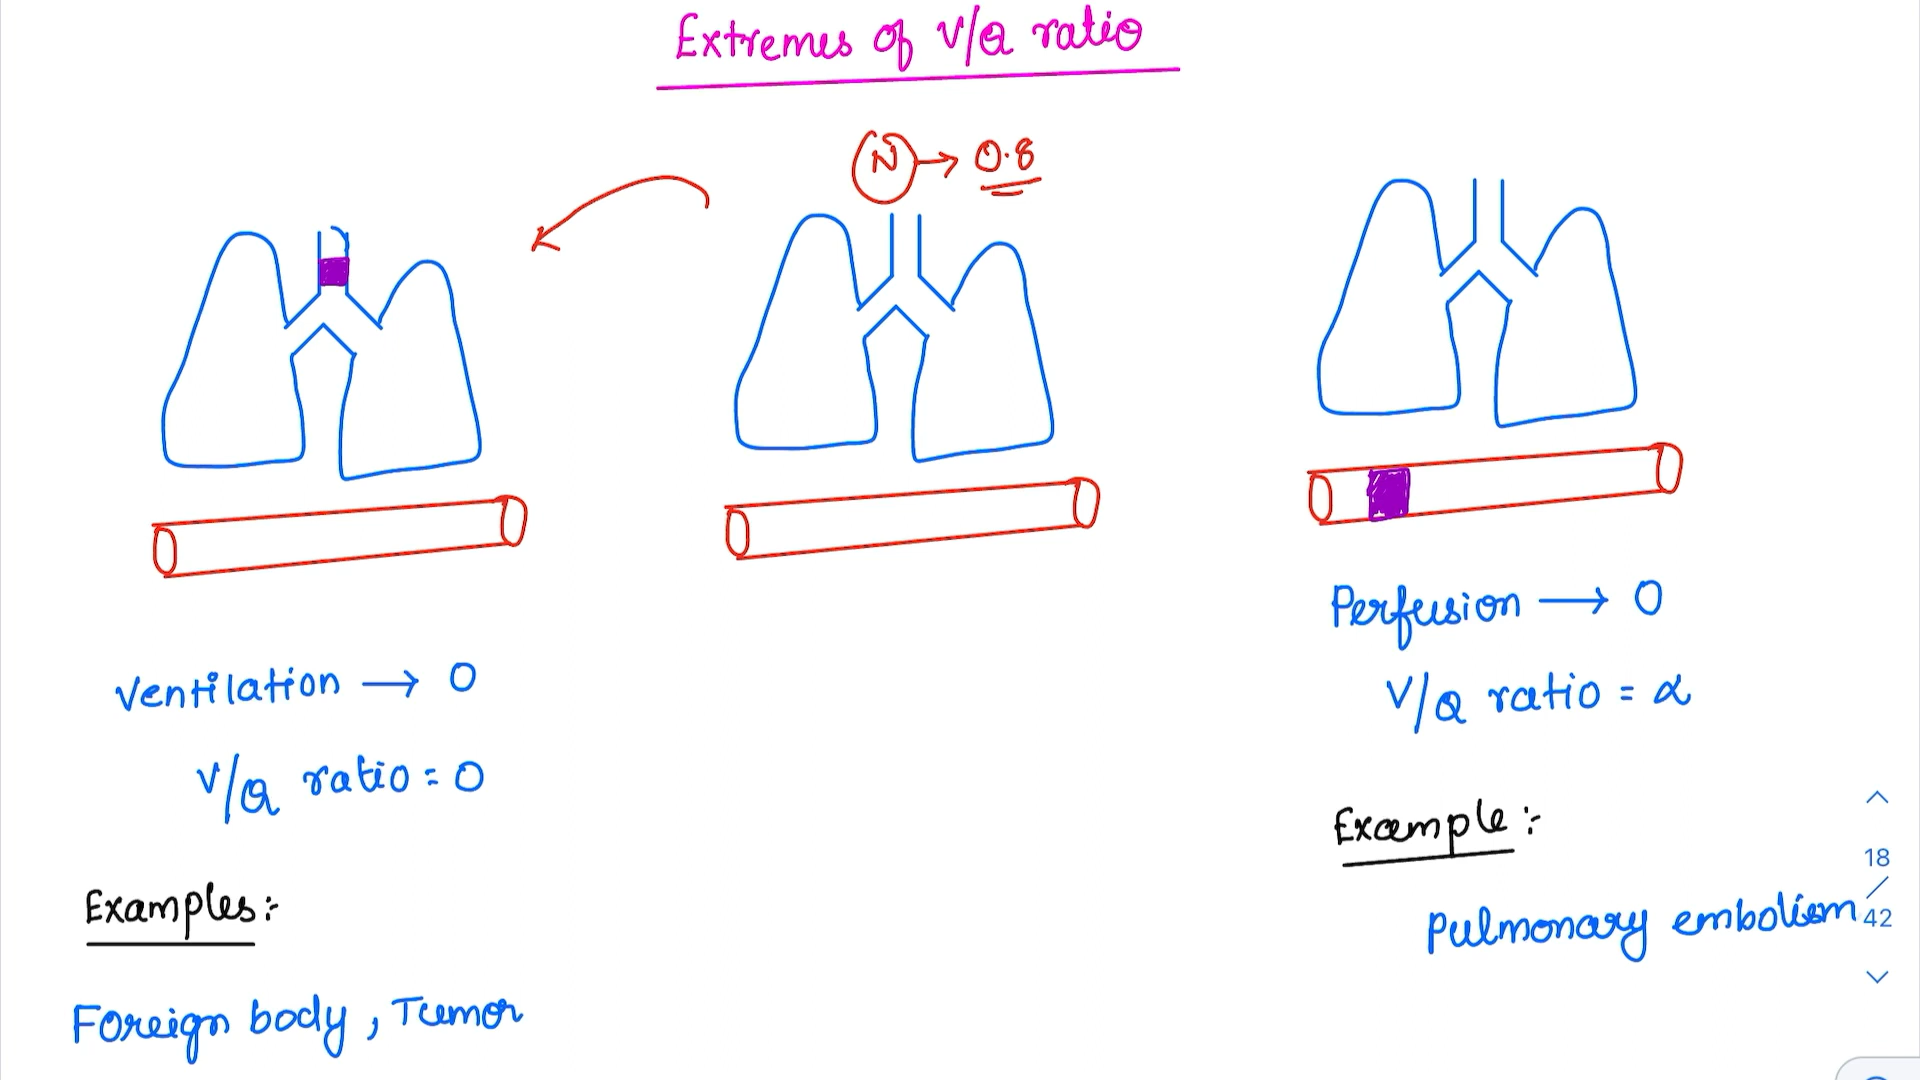 Extremes of V/Q ratio
N → 0.8
Ventilation → 0
V/Q ratio = 0
Examples:-
Foreign body, Tumor
Perfusion → 0
V/Q ratio = α
Example :-
Pulmonary embolism
18
/
42